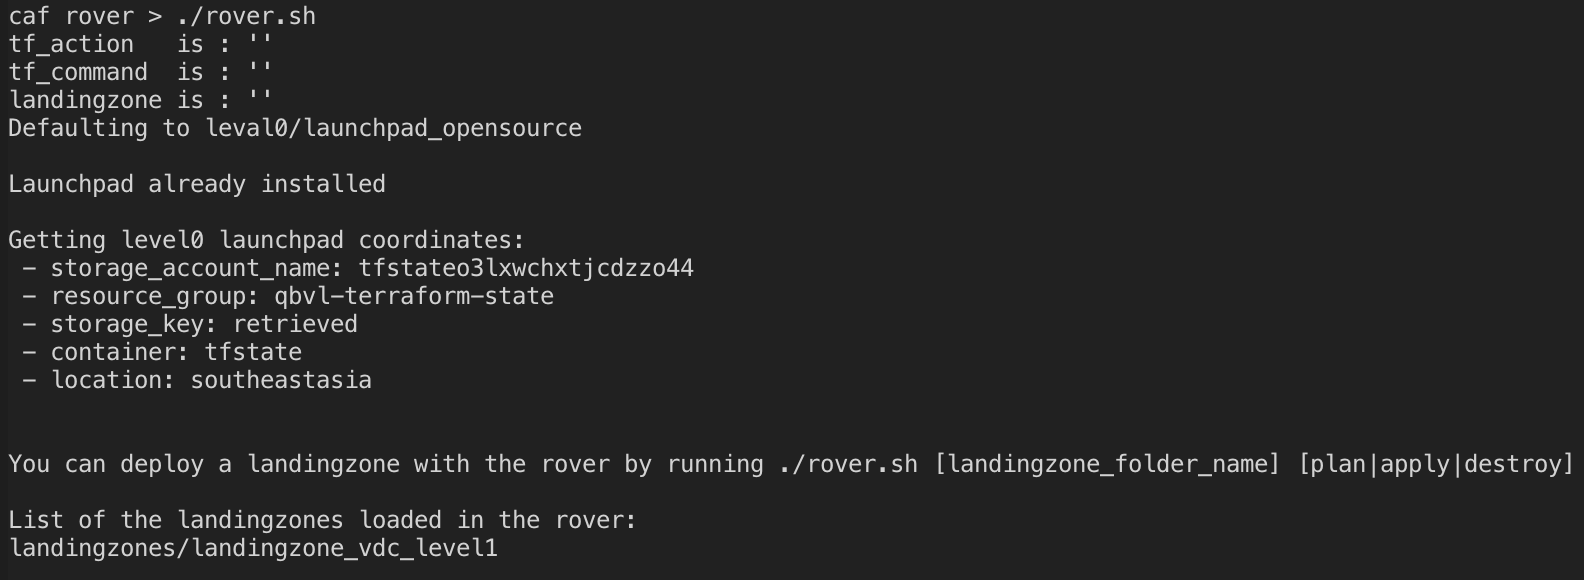 caf rover > ./rover.sh
tf_action   is : ''
tf_command  is : ''
landingzone is : ''
Defaulting to leval0/launchpad_opensource
Launchpad already installed
Getting level0 launchpad coordinates:
 - storage_account_name: tfstateo3lxwchxtjcdzzo44
 - resource_group: qbvl-terraform-state
 - storage_key: retrieved
 - container: tfstate
 - location: southeastasia
You can deploy a landingzone with the rover by running ./rover.sh [landingzone_folder_name] [plan|apply|destroy]
List of the landingzones loaded in the rover:
landingzones/landingzone_vdc_level1